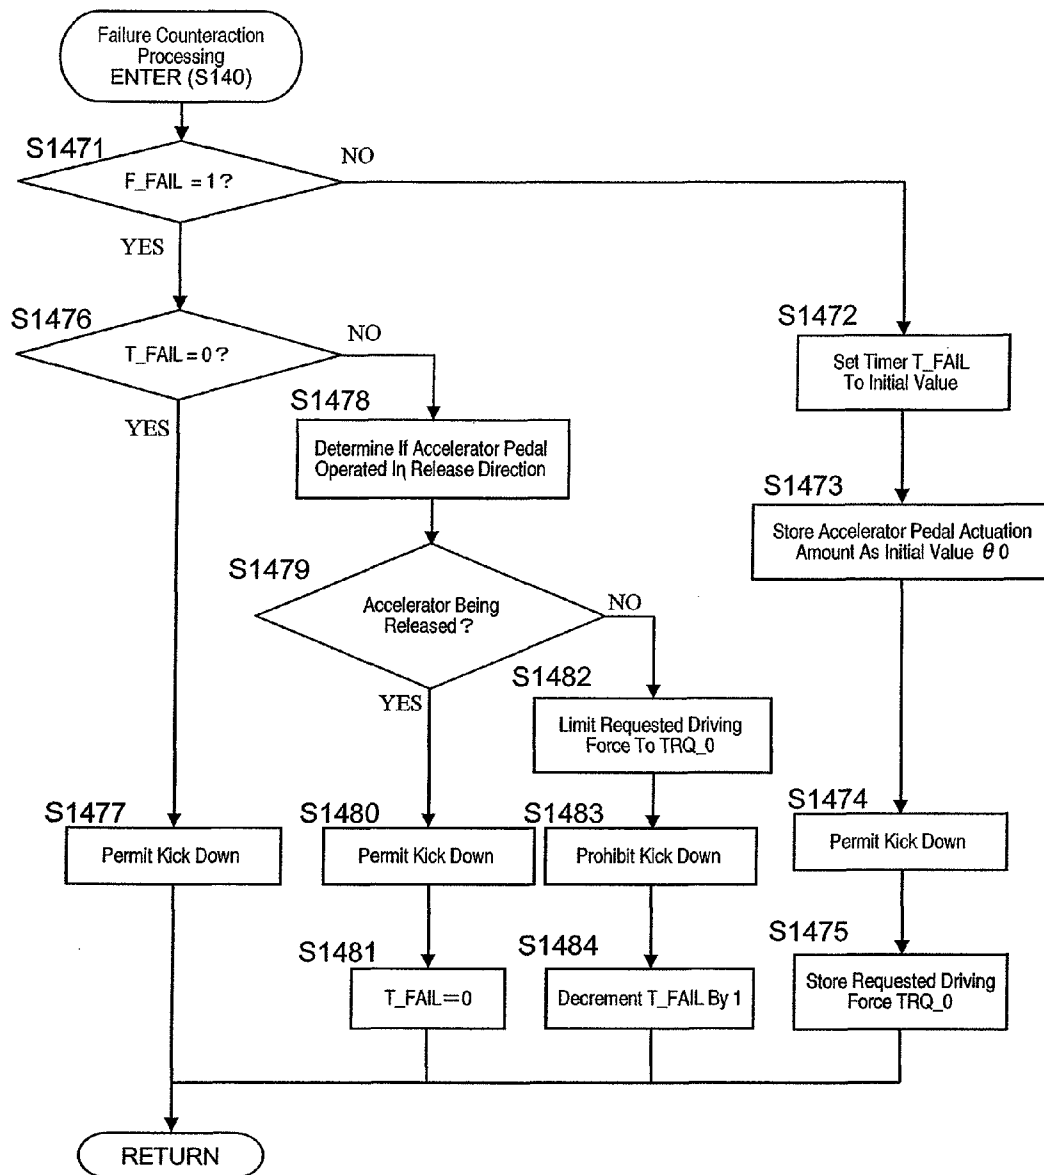 Failure Counteraction
Processing
ENTER (S140)
S1471
F_FAIL = 1?
NO
YES
S1476
T_FAIL = 0?
NO
YES
S1472
Set Timer T_FAIL
To Initial Value
S1478
Determine If Accelerator Pedal
Operated In Release Direction
S1473
Store Accelerator Pedal Actuation
Amount As Initial Value θ0
S1479
Accelerator Being
Released?
NO
YES
S1482
Limit Requested Driving
Force To TRQ_0
S1477
Permit Kick Down
S1480
Permit Kick Down
S1483
Prohibit Kick Down
S1474
Permit Kick Down
S1481
T_FAIL=0
S1484
Decrement T_FAIL By 1
S1475
Store Requested Driving
Force TRQ_0
RETURN